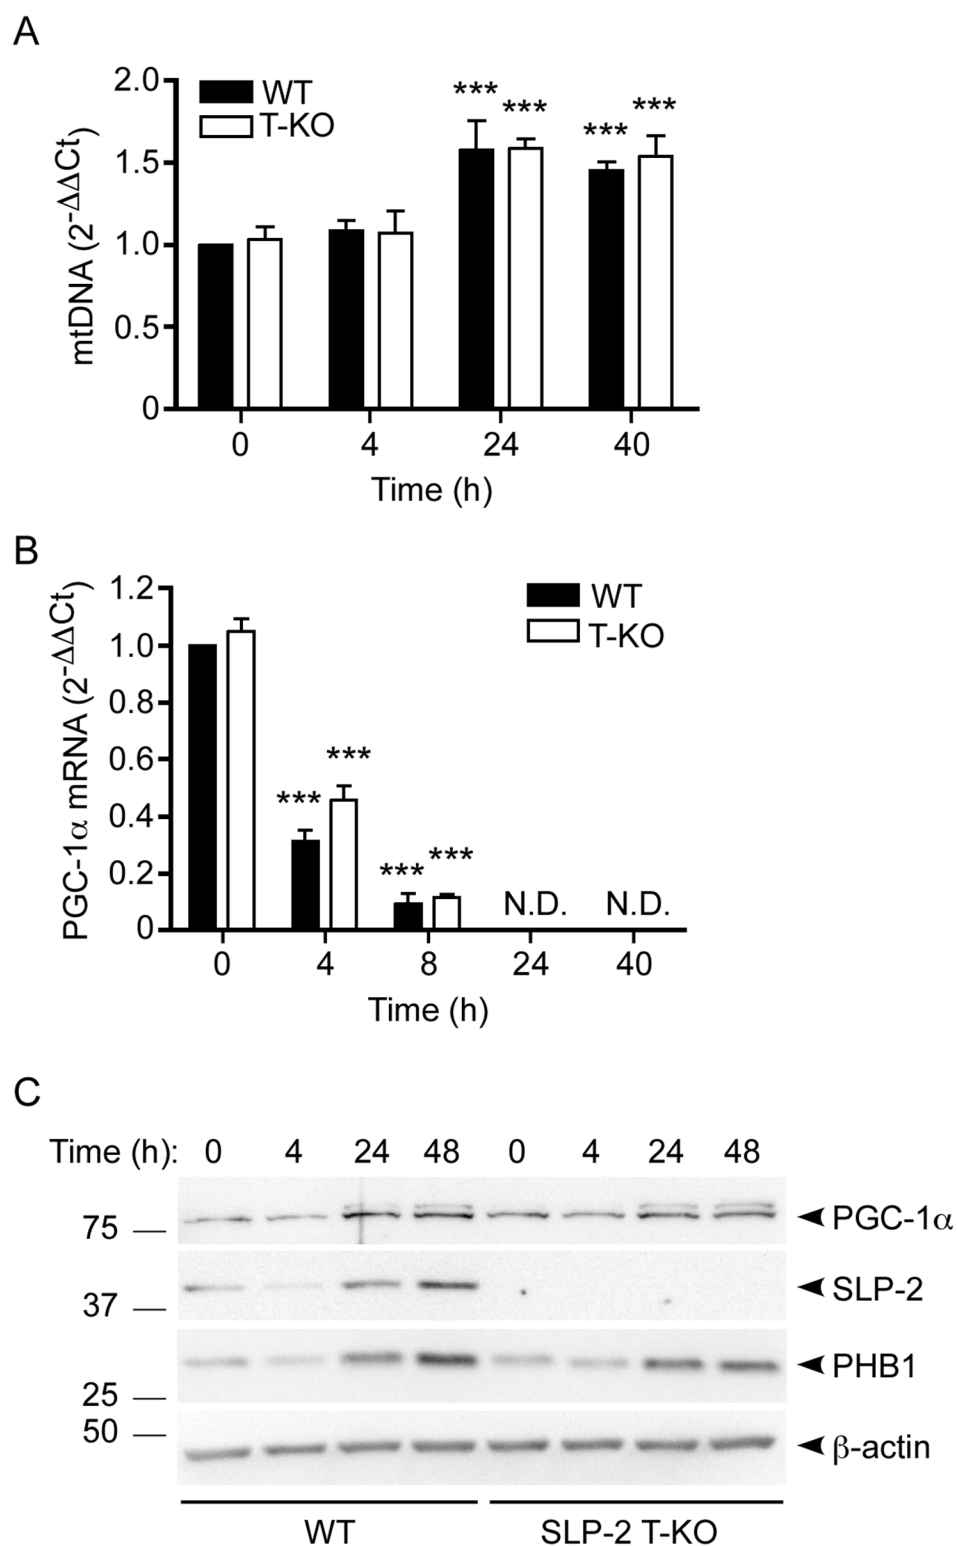 A
mtDNA (2-ΔΔCt)
2.0
1.5
1.0
0.5
0
WT
T-KO
*** *** *** ***
0 4 24 40
Time (h)
B
PGC-1α mRNA (2-ΔΔCt)
1.2
1.0
0.8
0.6
0.4
0.2
0
WT
T-KO
*** *** *** *** N.D. N.D.
0 4 8 24 40
Time (h)
C
Time (h): 0 4 24 48 0 4 24 48
75 PGC-1α
37 SLP-2
25 PHB1
50 β-actin
WT SLP-2 T-KO